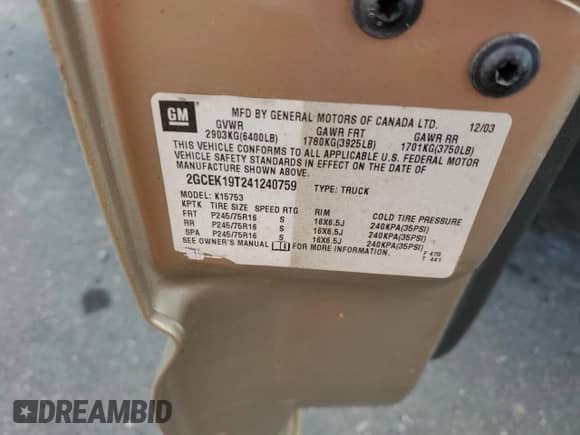 GM
MFD BY GENERAL MOTORS OF CANADA LTD. 12/03
GVWR GAWR FRT GAWR RR
2903KG(6400LB) 1780KG(3925LB) 1701KG(3750LB)
THIS VEHICLE CONFORMS TO ALL APPLICABLE U.S. FEDERAL MOTOR
VEHICLE SAFETY STANDARDS IN EFFECT ON THE DATE OF
MANUFACTURE SHOWN ABOVE.
2GCEK19T241240759 TYPE: TRUCK
MODEL: K15753
KPTK TIRE SIZE SPEED RTG RIM COLD TIRE PRESSURE
FRT P245/75R16 S 16X6.5J 240KPA(35PSI)
RR P245/75R16 S 16X6.5J 240KPA(35PSI)
SPA P245/75R16 S 16X6.5J 240KPA(35PSI)
SEE OWNER'S MANUAL FOR MORE INFORMATION.
F 470
T 441
DREAMBID